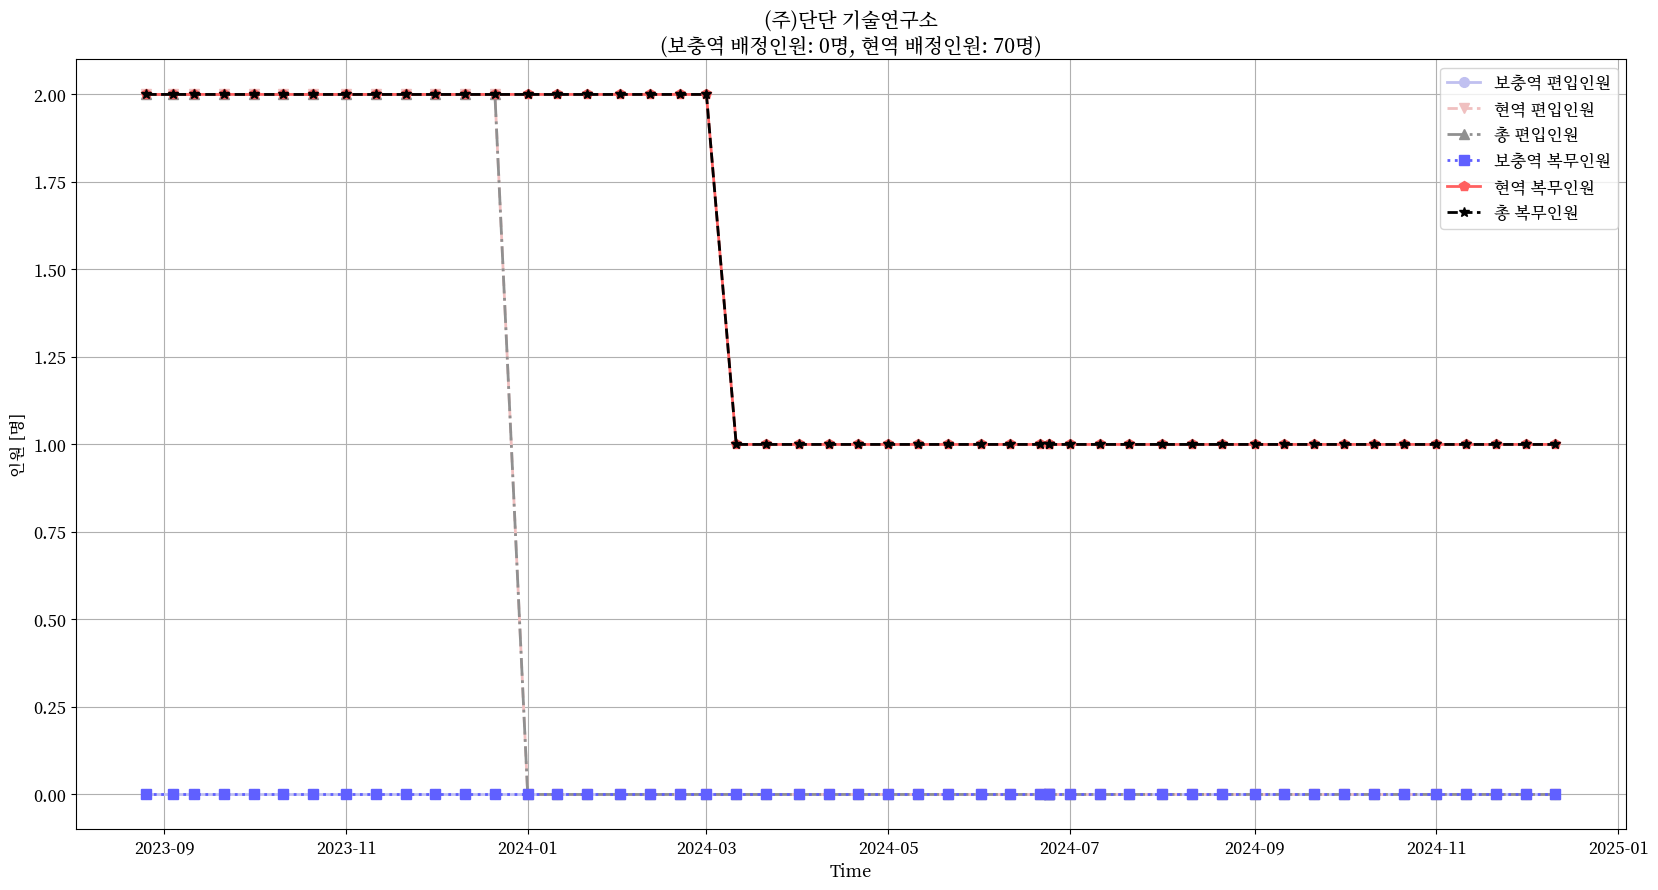 (주)단단 기술연구소
(보충역 배정인원: 0명, 현역 배정인원: 70명)
보충역 편입인원
현역 편입인원
총 편입인원
보충역 복무인원
현역 복무인원
총 복무인원
인원 [명]
2.00
1.75
1.50
1.25
1.00
0.75
0.50
0.25
0.00
2023-09
2023-11
2024-01
2024-03
2024-05
2024-07
2024-09
2024-11
2025-01
Time